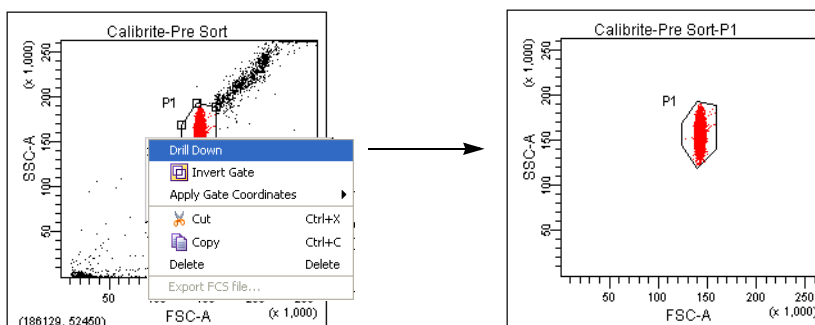 Calibrite-Pre Sort
(x 1,000)
250
200
150
100
50
SSC-A
P1
Drill Down
Invert Gate
Apply Gate Coordinates
Cut Ctrl+X
Copy Ctrl+C
Delete Delete
Export FCS file...
50
100
FSC-A
(x 1,000)
(186129, 52450)
Calibrite-Pre Sort-P1
(x 1,000)
250
200
150
100
50
SSC-A
P1
50 100 150 200 250
FSC-A
(x 1,000)